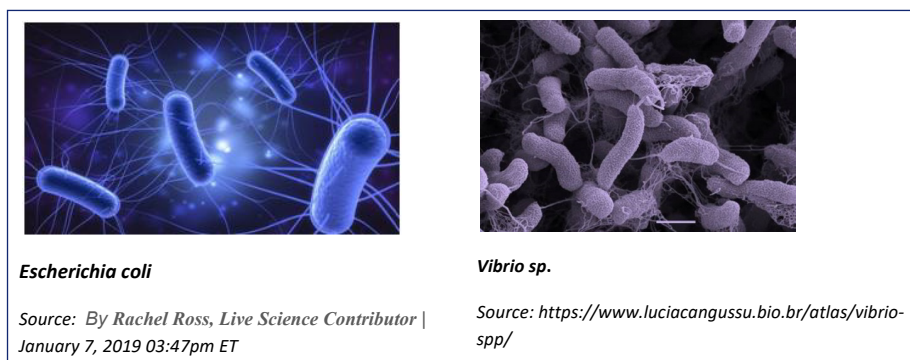 Escherichia coli
Source: By Rachel Ross, Live Science Contributor |
January 7, 2019 03:47pm ET
Vibrio sp.
Source: https://www.luciacangussu.bio.br/atlas/vibrio-
spp/